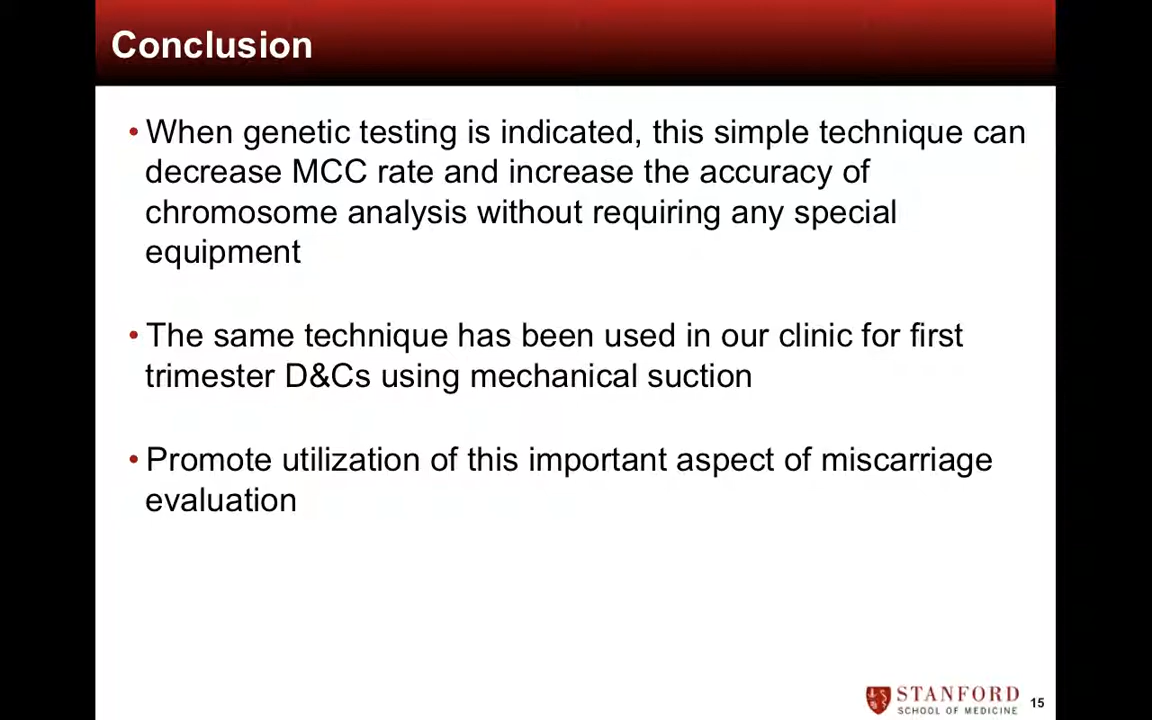 Conclusion
• When genetic testing is indicated, this simple technique can
decrease MCC rate and increase the accuracy of
chromosome analysis without requiring any special
equipment
• The same technique has been used in our clinic for first
trimester D&Cs using mechanical suction
• Promote utilization of this important aspect of miscarriage
evaluation
STANFORD
SCHOOL OF MEDICINE
15